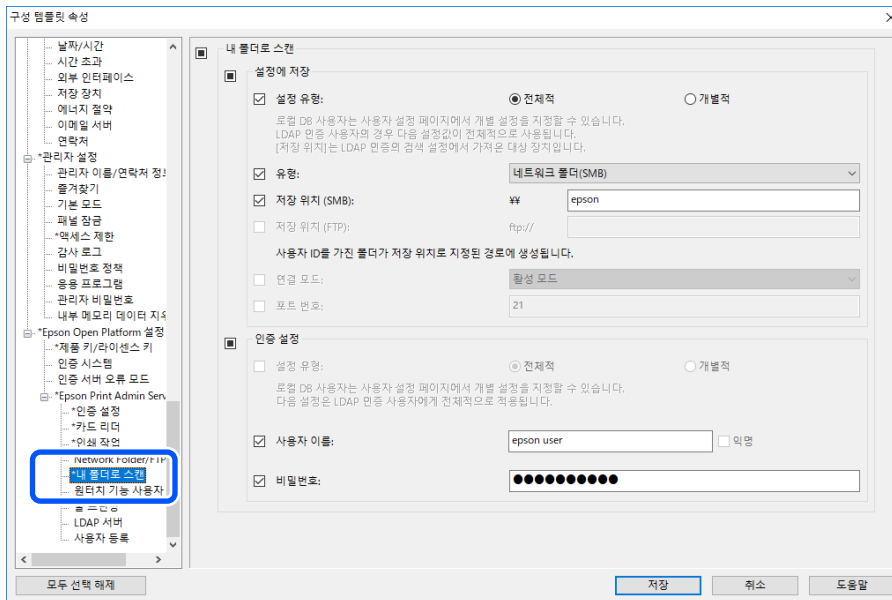 구성 템플릿 속성
날짜/시간
시간 초과
외부 인터페이스
저장 장치
에너지 절약
이메일 서버
연락처
*관리자 설정
관리자 이름/연락처 정보
즐겨찾기
기본 모드
패널 잠금
*액세스 제한
감사 로그
비밀번호 정책
응용 프로그램
관리자 비밀번호
내부 메모리 데이터 지우
*Epson Open Platform 설정
*제품 키/라이센스 키
인증 시스템
인증 서버 오류 모드
*Epson Print Admin Serv
*인증 설정
*카드 리더
*인쇄 작업
Network Folder/FTP
*내 폴더로 스캔
원터치 기능 사용자
LDAP 서버
사용자 등록
내 폴더로 스캔
설정에 저장
설정 유형:
전체적
개별적
로컬 DB 사용자는 사용자 설정 페이지에서 개별 설정을 지정할 수 있습니다.
LDAP 인증 사용자의 경우 다음 설정값이 전체적으로 사용됩니다.
[저장 위치]는 LDAP 인증의 검색 설정에서 가져온 대상 장치입니다.
유형:
네트워크 폴더(SMB)
저장 위치 (SMB):
¥¥
epson
저장 위치 (FTP):
ftp://
사용자 ID를 가진 폴더가 저장 위치로 지정된 경로에 생성됩니다.
연결 모드:
활성 모드
포트 번호:
21
인증 설정
설정 유형:
전체적
개별적
로컬 DB 사용자는 사용자 설정 페이지에서 개별 설정을 지정할 수 있습니다.
다음 설정은 LDAP 인증 사용자에게 전체적으로 적용됩니다.
사용자 이름:
epson user
익명
비밀번호:
●●●●●●●●●●
모두 선택 해제
저장
취소
도움말